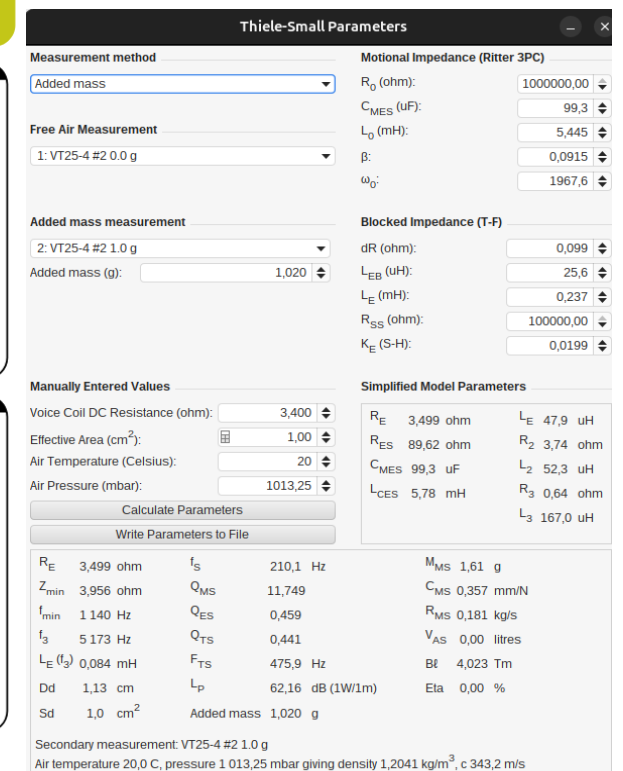 Thiele-Small Parameters
Measurement method
Added mass
Free Air Measurement
1: VT25-4 #2 0.0 g
Added mass measurement
2: VT25-4 #2 1.0 g
Added mass (g): 1,020
Motional Impedance (Ritter 3PC)
R0 (ohm): 1000000,00
CMES (uF): 99,3
L0 (mH): 5,445
β: 0,0915
ω0: 1967,6
Blocked Impedance (T-F)
dR (ohm): 0,099
LEB (uH): 25,6
LE (mH): 0,237
RSS (ohm): 100000,00
KE (S-H): 0,0199
Manually Entered Values
Voice Coil DC Resistance (ohm): 3,400
Effective Area (cm2): 1,00
Air Temperature (Celsius): 20
Air Pressure (mbar): 1013,25
Calculate Parameters
Write Parameters to File
Simplified Model Parameters
RE 3,499 ohm LE 47,9 uH
RES 89,62 ohm R2 3,74 ohm
CMES 99,3 uF L2 52,3 uH
LCES 5,78 mH R3 0,64 ohm
L3 167,0 uH
RE 3,499 ohm fS 210,1 Hz MMS 1,61 g
Zmin 3,956 ohm QMS 11,749 CMS 0,357 mm/N
fmin 1 140 Hz QES 0,459 RMS 0,181 kg/s
f3 5 173 Hz QTS 0,441 VAS 0,00 litres
LE (f3) 0,084 mH FTS 475,9 Hz Bℓ 4,023 Tm
Dd 1,13 cm LP 62,16 dB (1W/1m) Eta 0,00 %
Sd 1,0 cm2 Added mass 1,020 g
Secondary measurement: VT25-4 #2 1.0 g
Air temperature 20,0 C, pressure 1 013,25 mbar giving density 1,2041 kg/m3, c 343,2 m/s